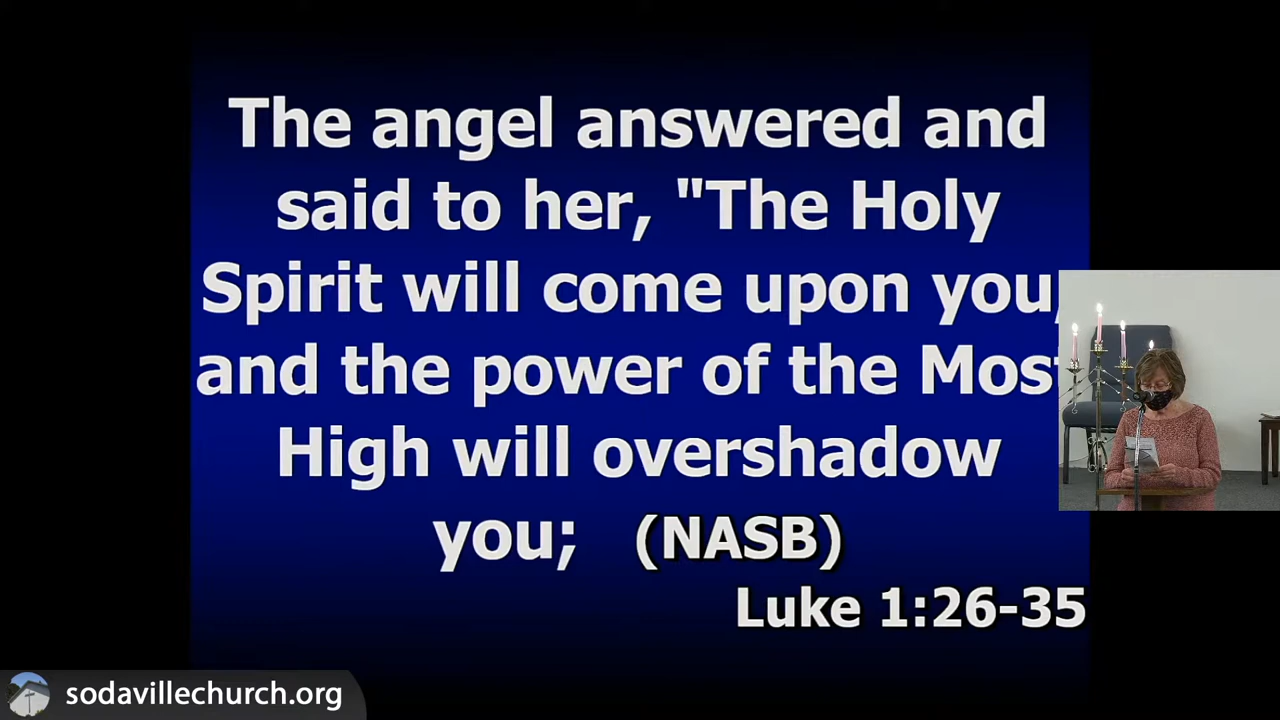 The angel answered and
said to her, "The Holy
Spirit will come upon you,
and the power of the Most
High will overshadow
you; (NASB)
Luke 1:26-35
sodavillechurch.org